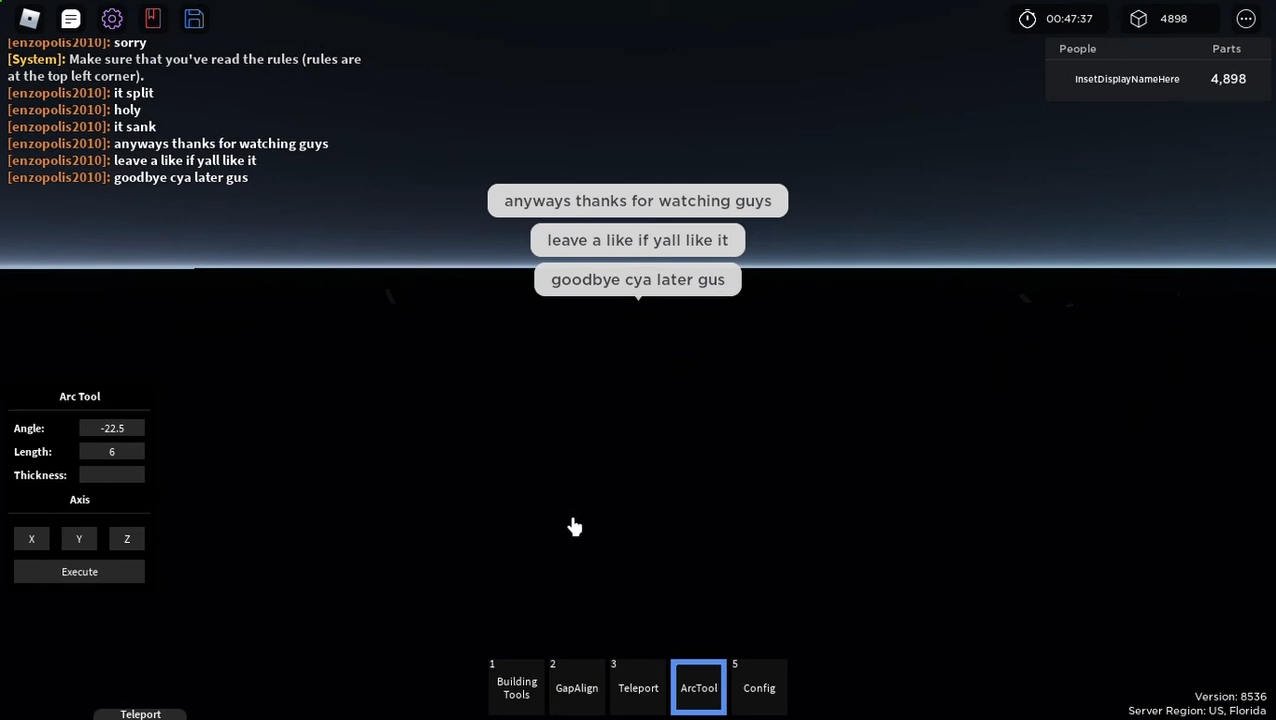 00:47:37
4898
[enzopolis2010]: sorry
[System]: Make sure that you've read the rules (rules are
at the top left corner).
[enzopolis2010]: it split
[enzopolis2010]: holy
[enzopolis2010]: it sank
[enzopolis2010]: anyways thanks for watching guys
[enzopolis2010]: leave a like if yall like it
[enzopolis2010]: goodbye cya later gus
People Parts
InsetDisplayNameHere 4,898
anyways thanks for watching guys
leave a like if yall like it
goodbye cya later gus
Arc Tool
Angle: -22.5
Length: 6
Thickness:
Axis
X Y Z
Execute
1 2 3 5
Building
Tools
GapAlign
Teleport
ArcTool
Config
Teleport
Version: 8536
Server Region: US, Florida